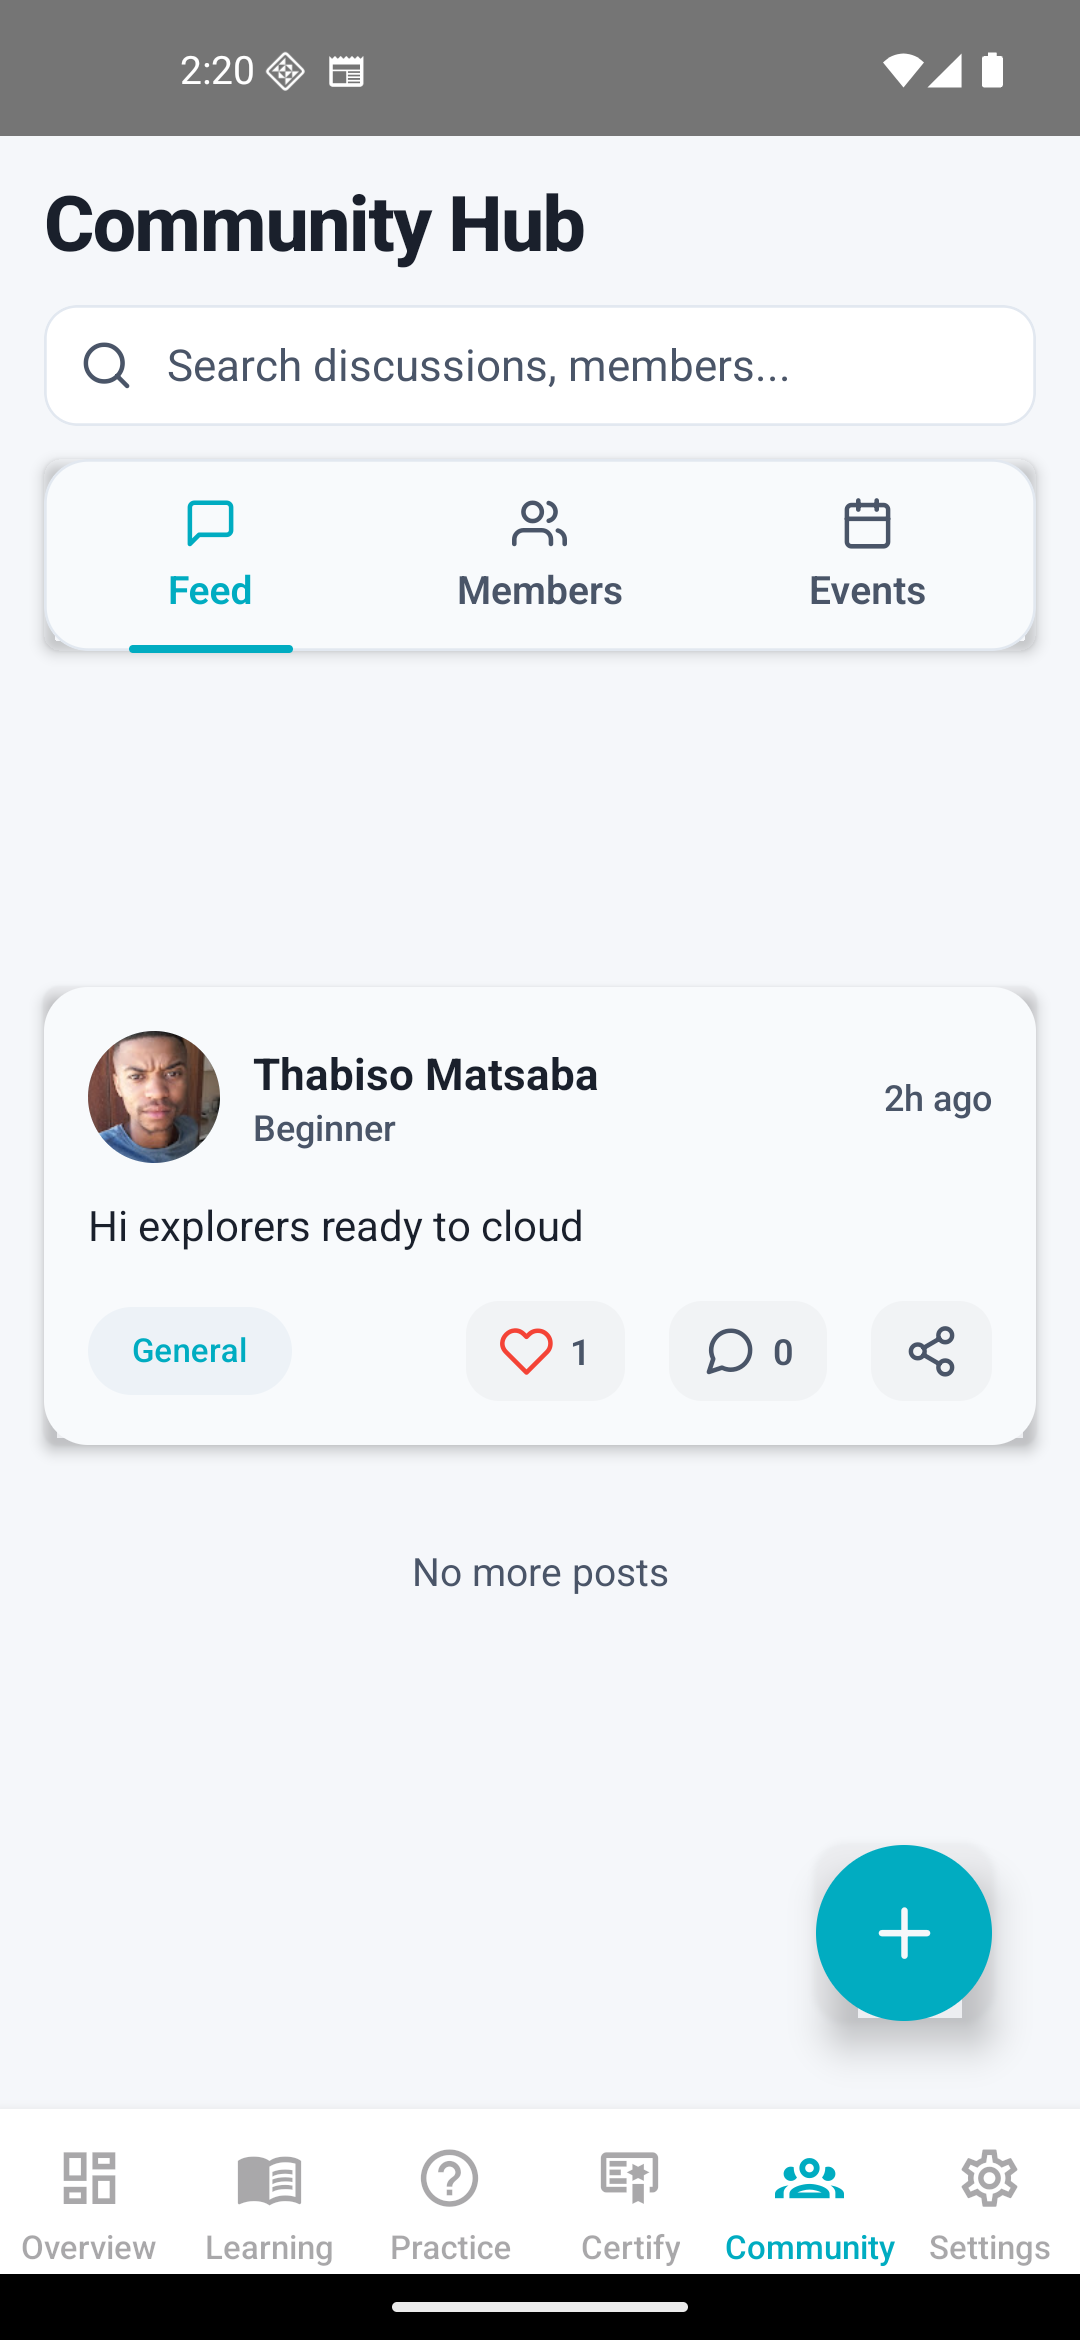 2:20
Community Hub
Search discussions, members...
Feed Members Events
Thabiso Matsaba
Beginner
2h ago
Hi explorers ready to cloud
General 1 0
No more posts
Overview Learning Practice Certify Community Settings